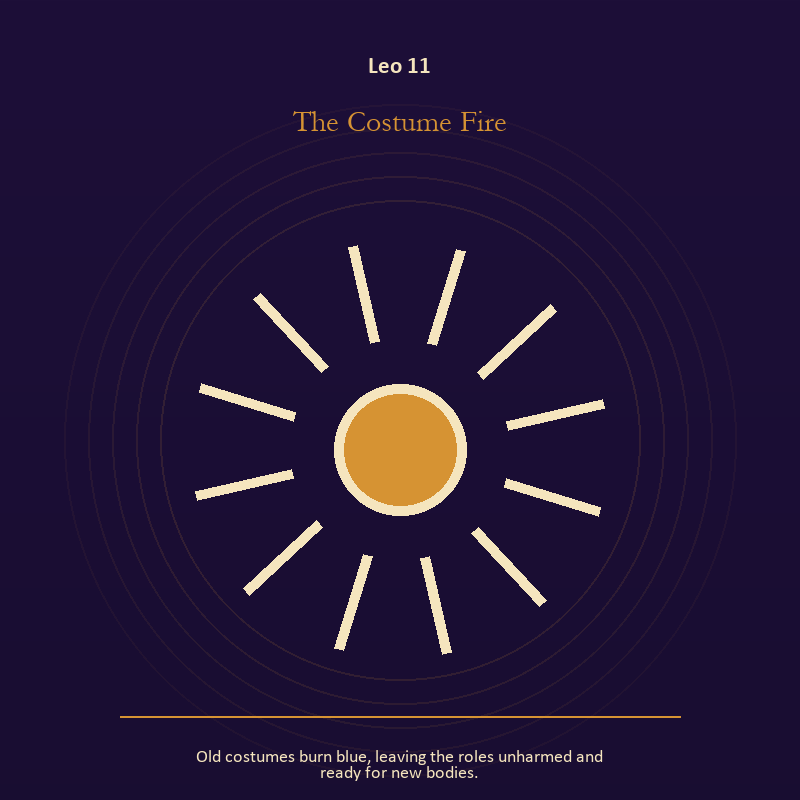 Leo 11
The Costume Fire
Old costumes burn blue, leaving the roles unharmed and
ready for new bodies.